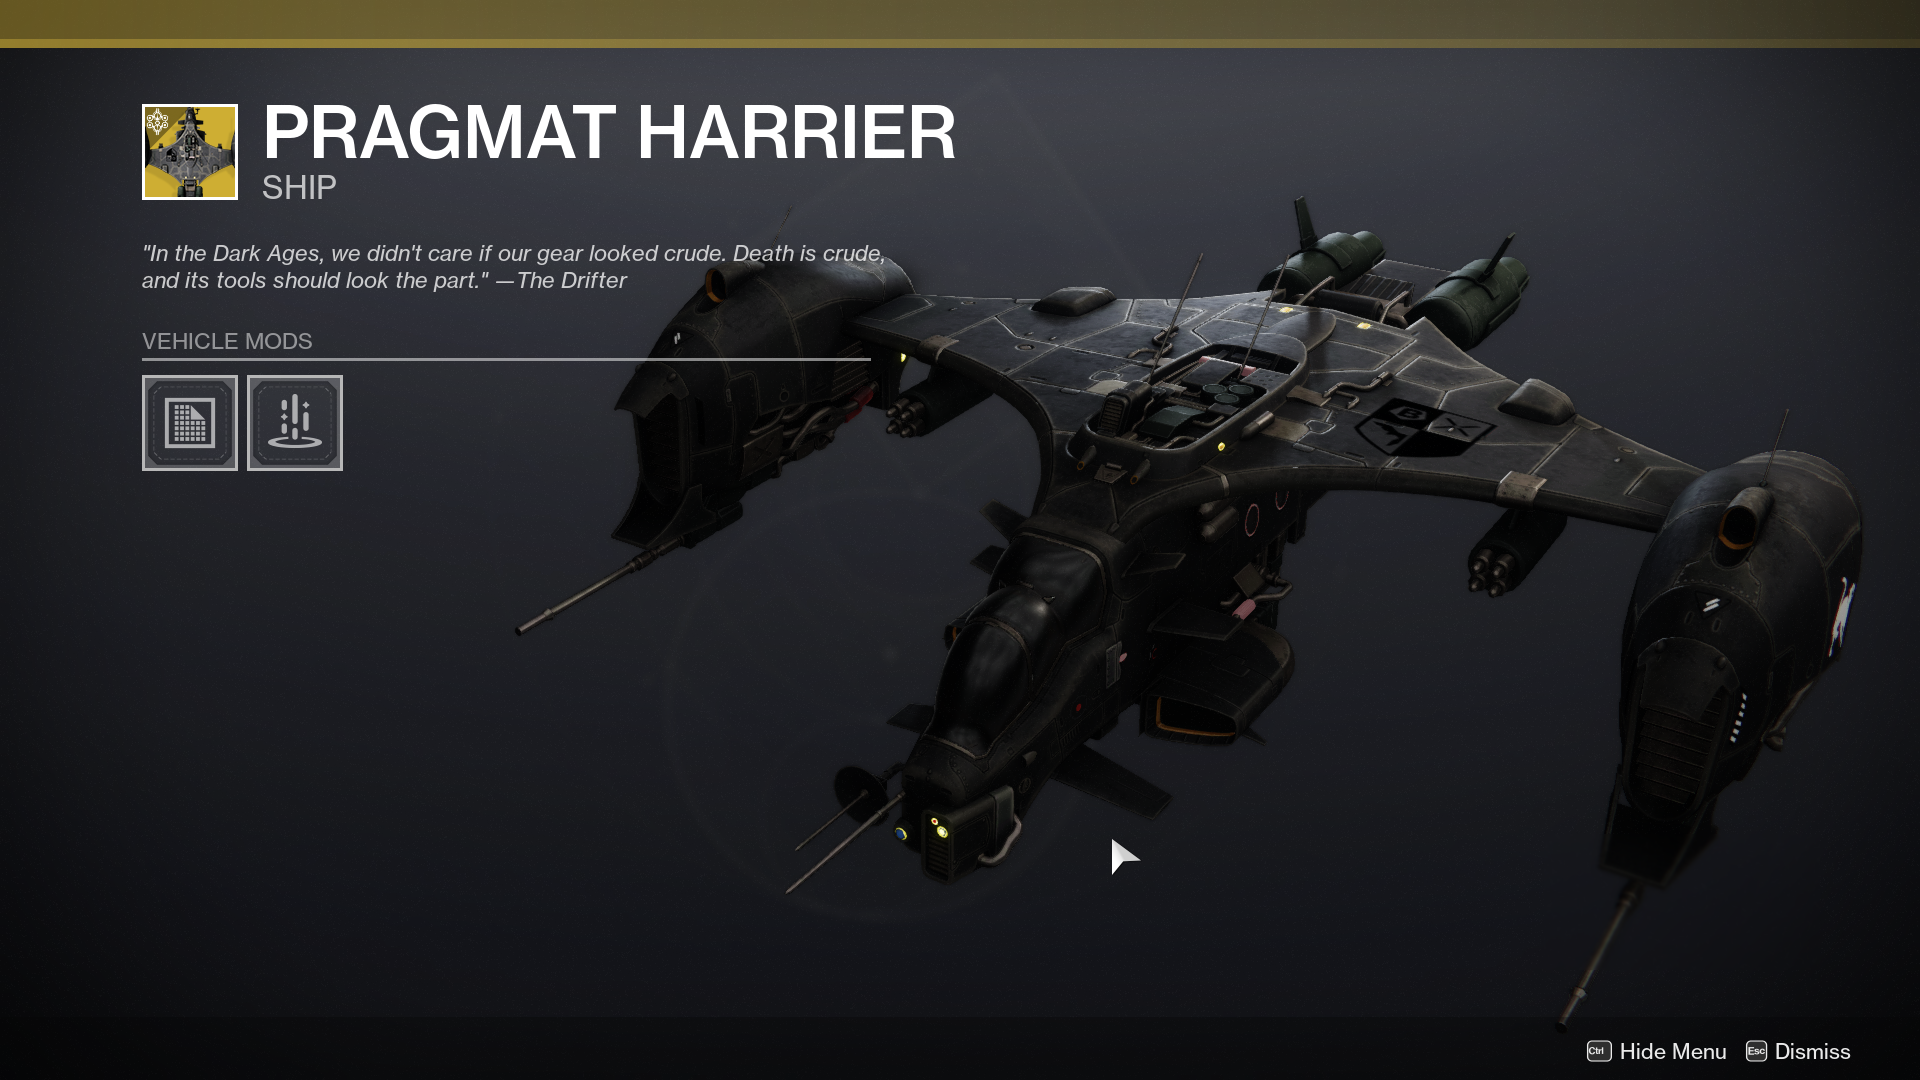 PRAGMAT HARRIER
SHIP
"In the Dark Ages, we didn't care if our gear looked crude. Death is crude,
and its tools should look the part." —The Drifter
VEHICLE MODS
B
Ctrl Hide Menu Esc Dismiss